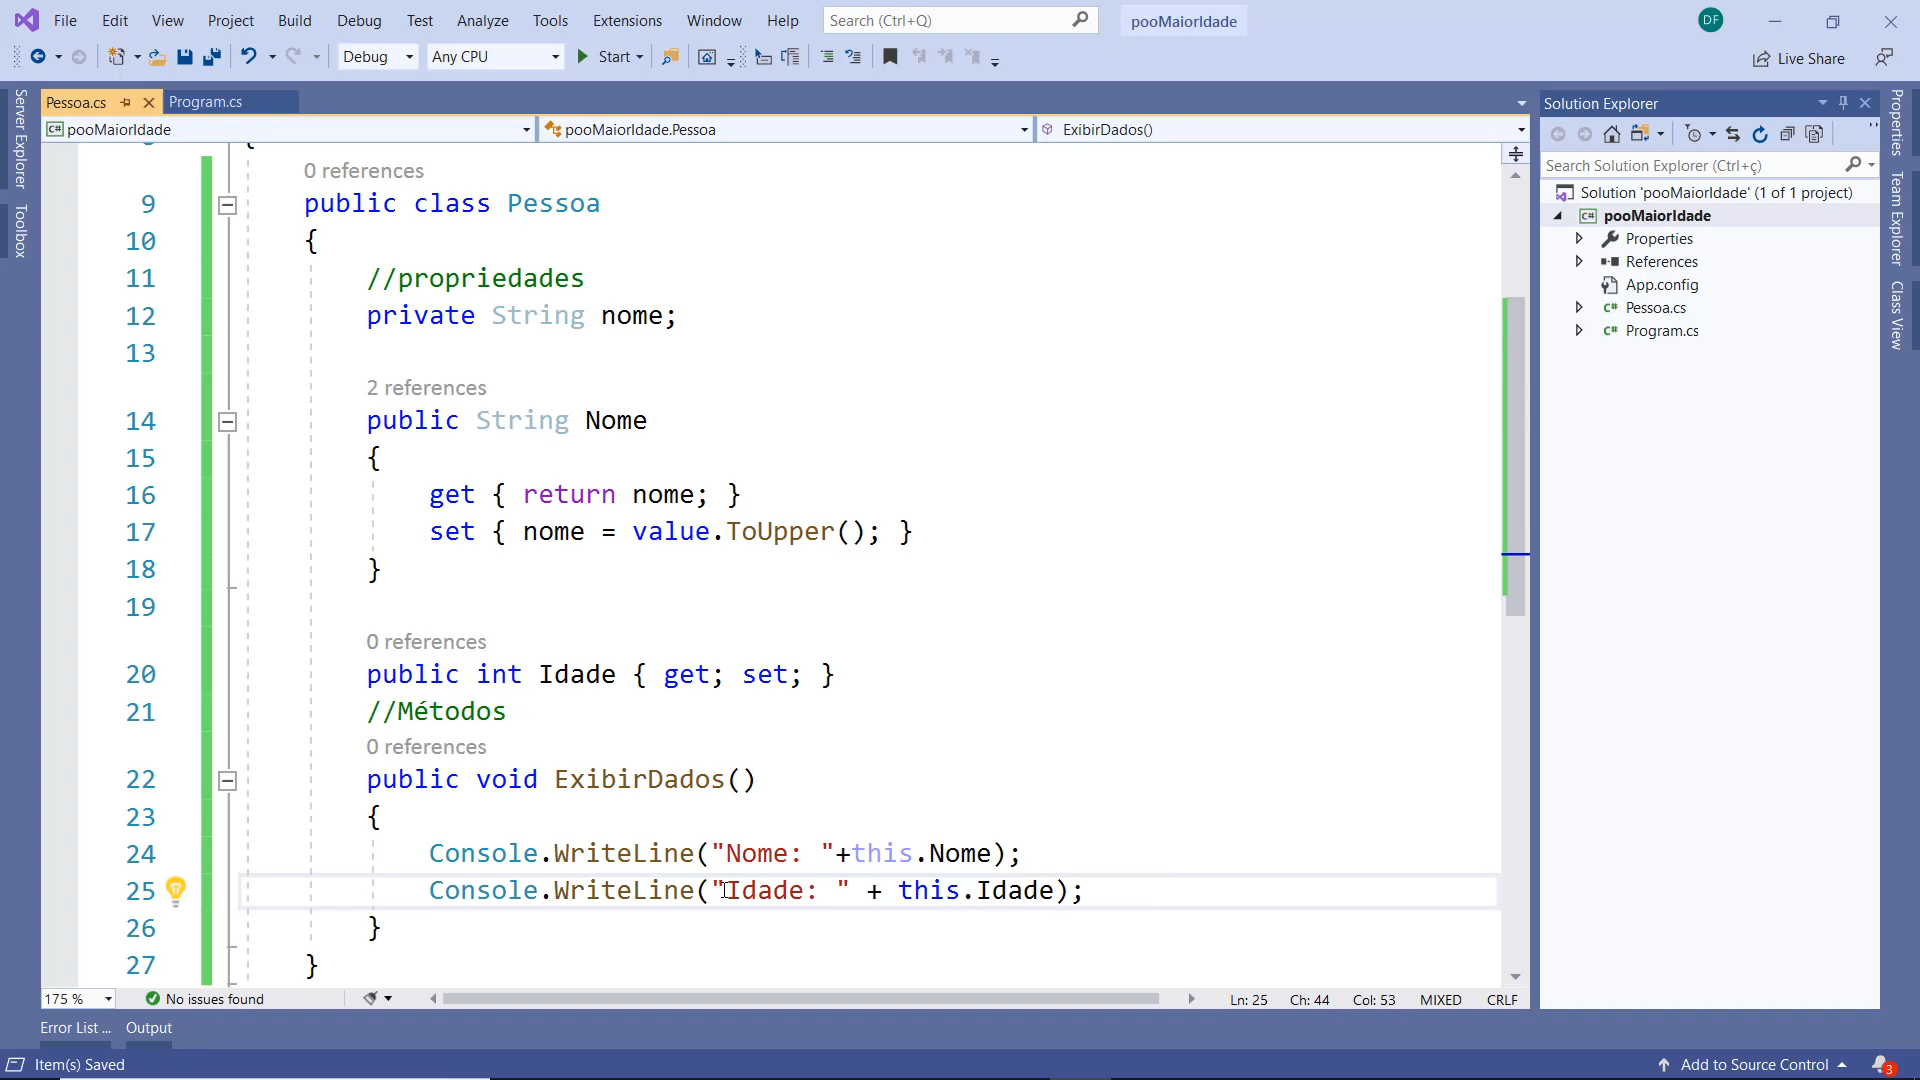 File Edit View Project Build Debug Test Analyze Tools Extensions Window Help Search (Ctrl+Q) pooMaiorIdade DF
Debug Any CPU Start Live Share
Pessoa.cs Program.cs
pooMaiorIdade pooMaiorIdade.Pessoa ExibirDados()
Server Explorer
Toolbox
0 references
9 public class Pessoa
10 {
11 //propriedades
12 private String nome;
13
2 references
14 public String Nome
15 {
16 get { return nome; }
17 set { nome = value.ToUpper(); }
18 }
19
0 references
20 public int Idade { get; set; }
21 //Métodos
0 references
22 public void ExibirDados()
23 {
24 Console.WriteLine("Nome: "+this.Nome);
25 Console.WriteLine("Idade: " + this.Idade);
26 }
27 }
175 % No issues found Ln: 25 Ch: 44 Col: 53 MIXED CRLF
Error List ... Output
Item(s) Saved Add to Source Control 3
Solution Explorer
Search Solution Explorer (Ctrl+ç)
Solution 'pooMaiorIdade' (1 of 1 project)
C# pooMaiorIdade
Properties
References
App.config
C# Pessoa.cs
C# Program.cs
Properties
Team Explorer
Class View